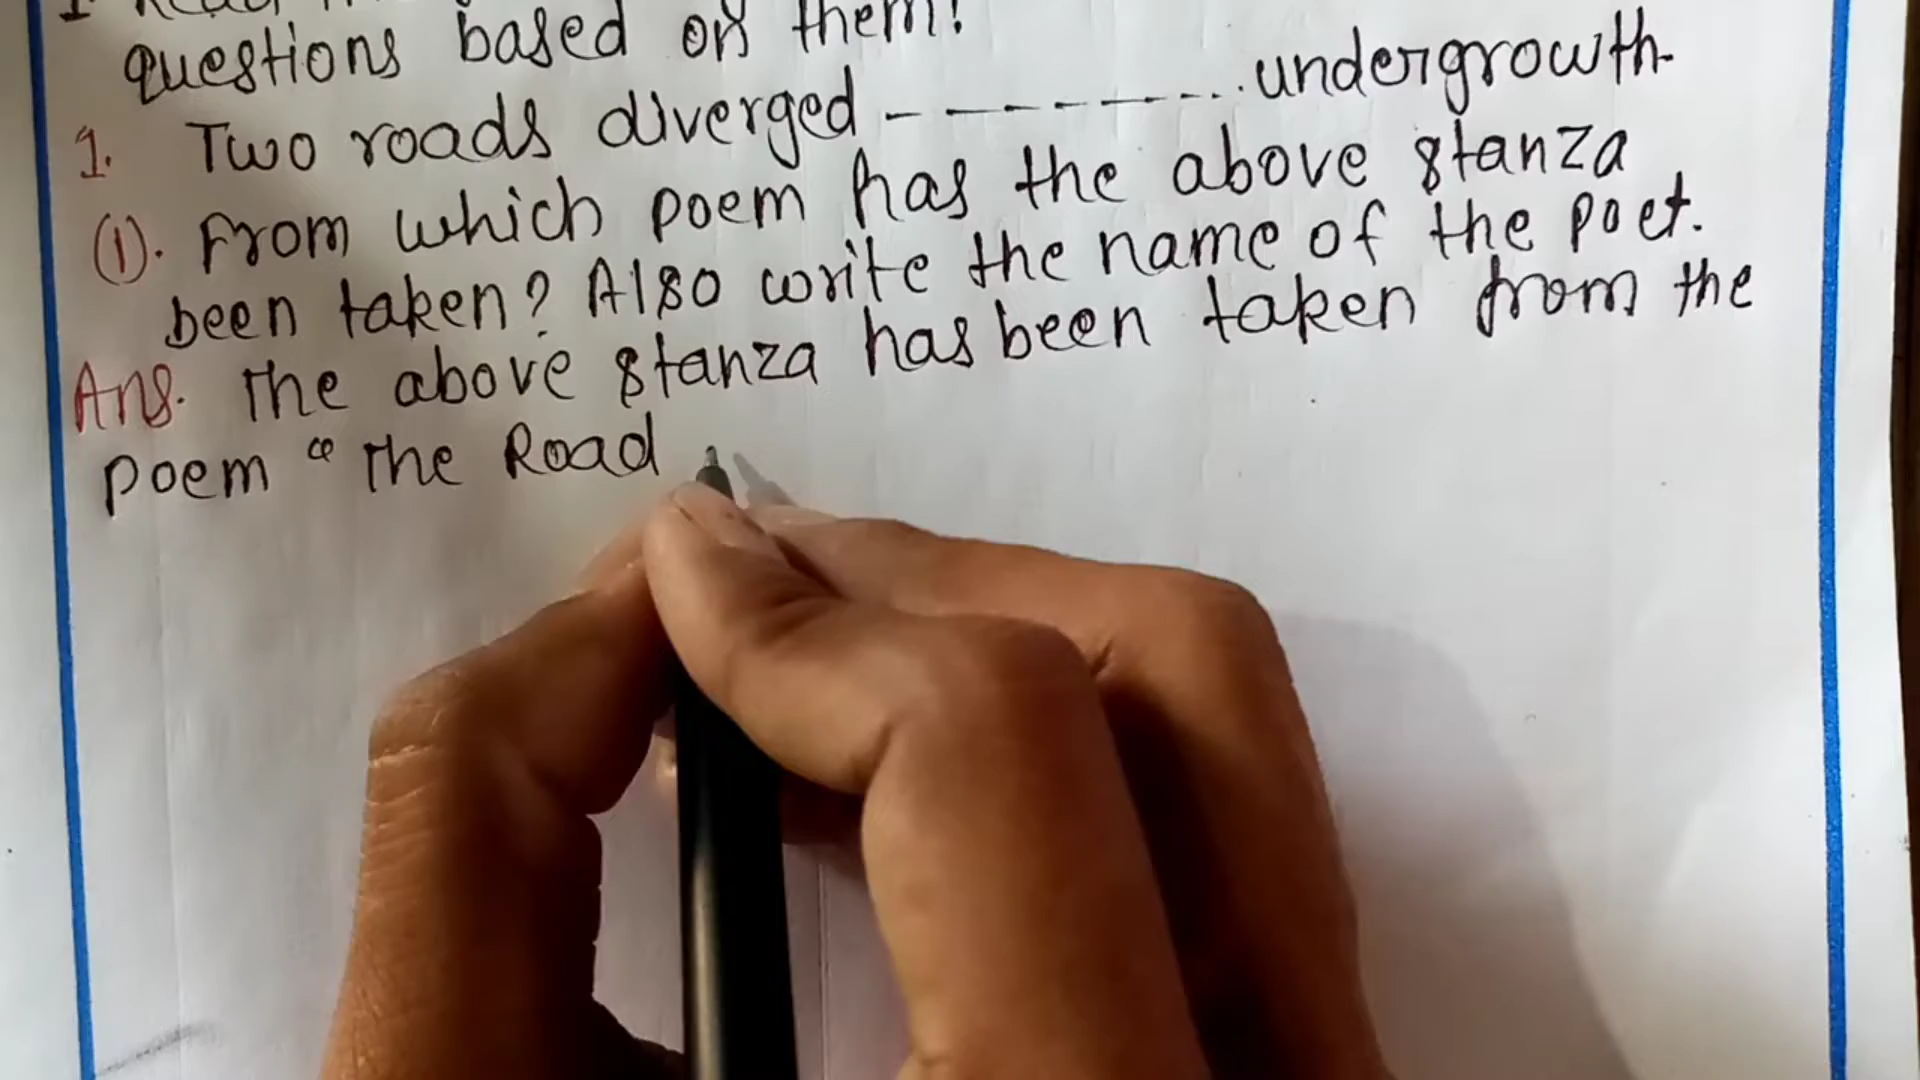 questions based on them!
1. Two roads diverged - - - - - - - - . . . undergrowth.
(1). From which poem has the above stanza
been taken? Also write the name of the poet.
Ans. The above stanza has been taken from the
poem " The Road